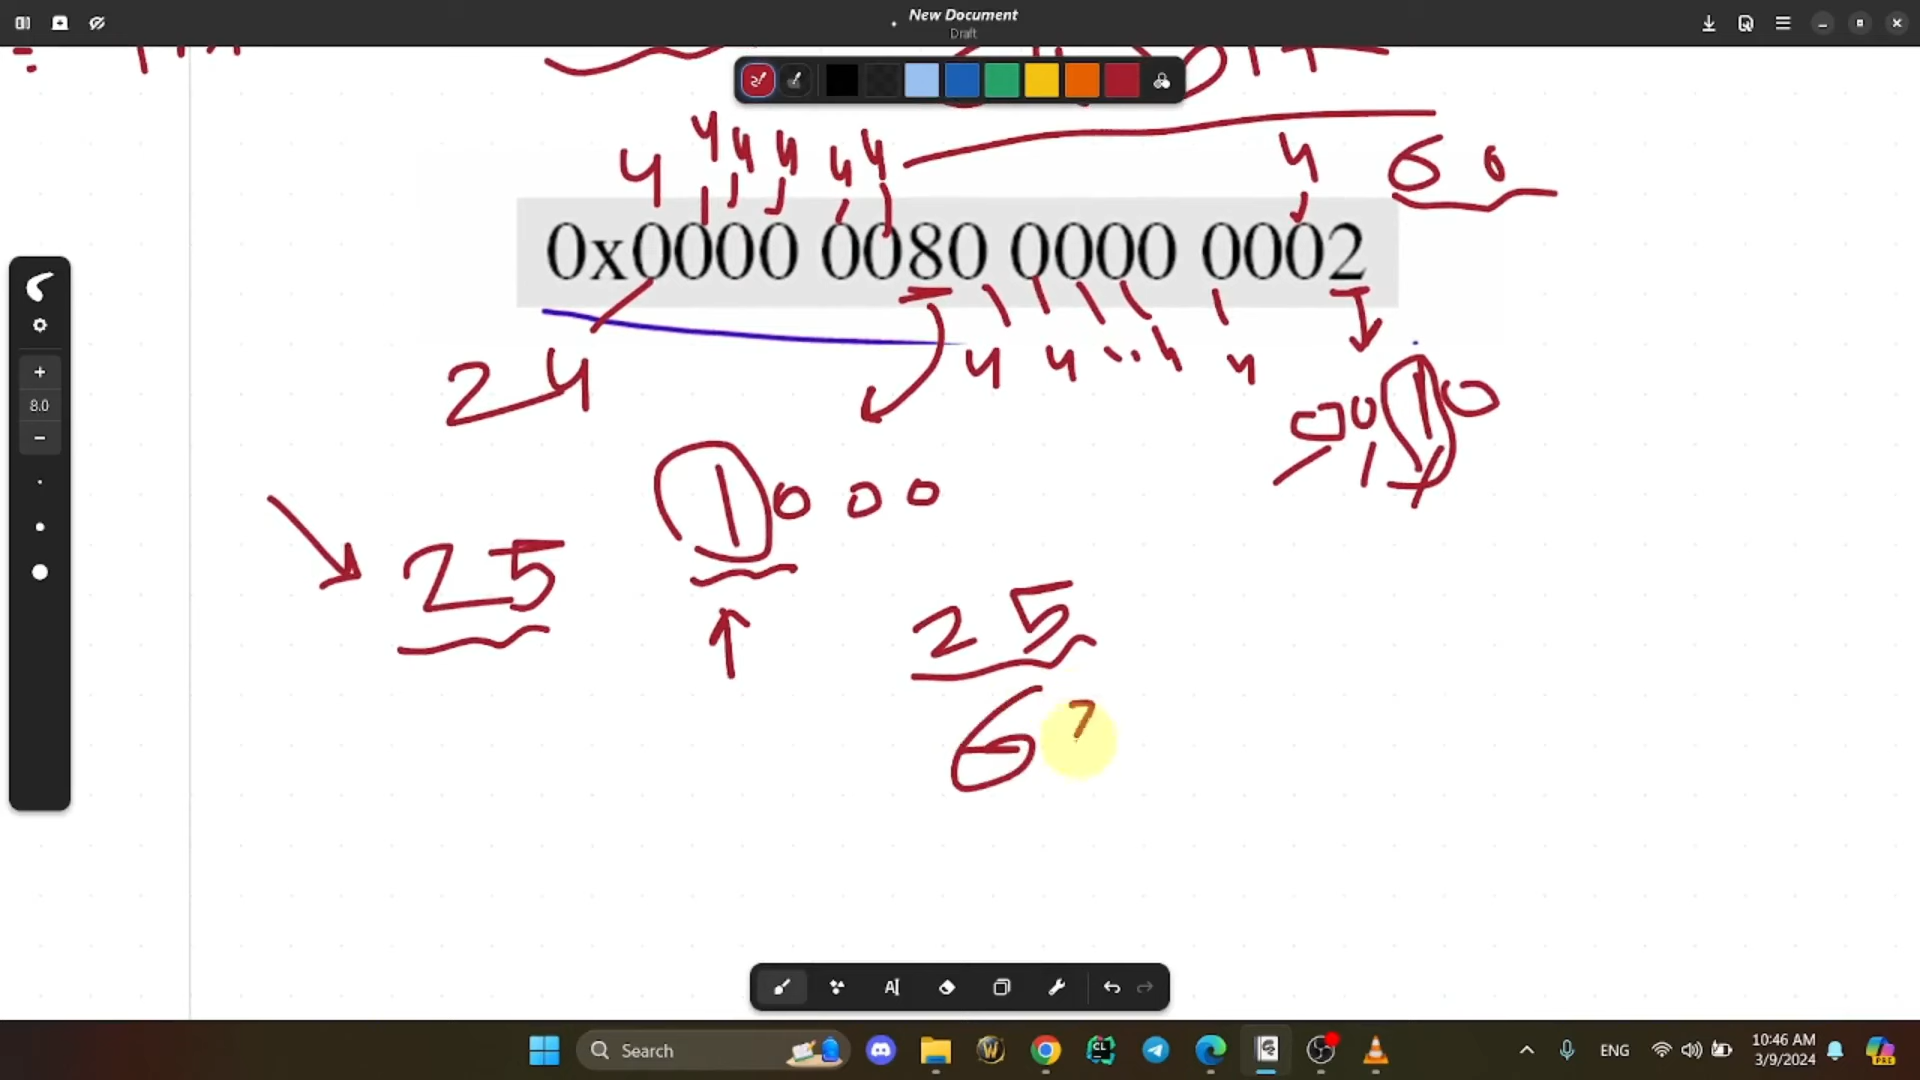 New Document
Draft
4 4 4 4 4 4 4 60
0x0000 0080 0000 0002
8.0
24 4 4 4 4
0010
1000
25
25
67
Search
ENG
10:46 AM
3/9/2024